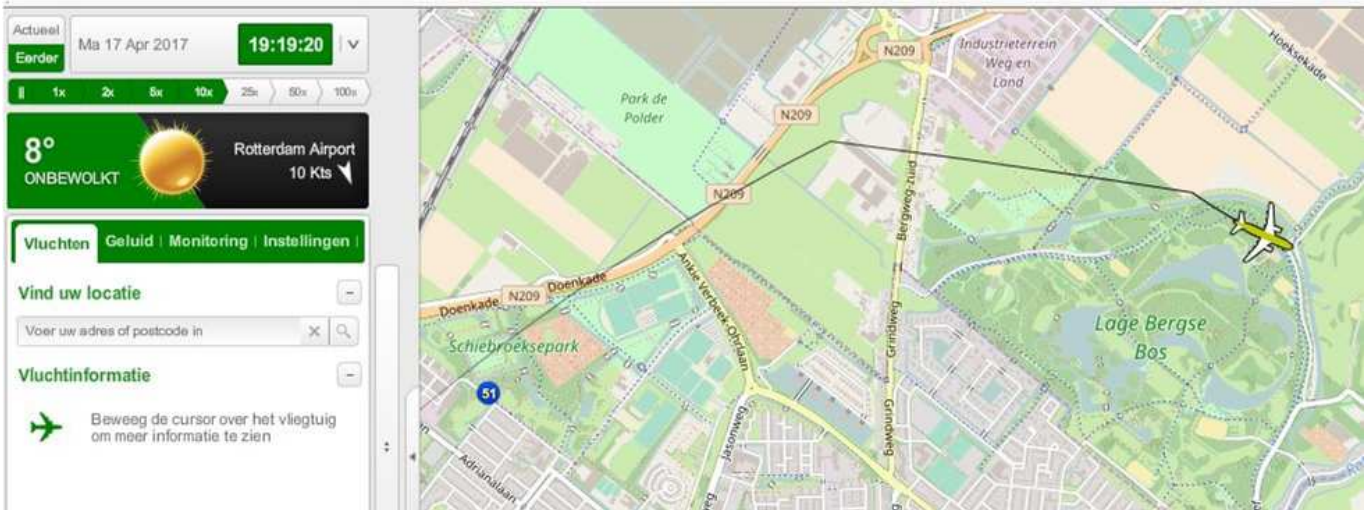 Actueel
Eerder
Ma 17 Apr 2017
19:19:20
1x 2x 5x 10x 25x 50x 100x
8°
ONBEWOLKT
Rotterdam Airport
10 Kts
Vluchten Geluid | Monitoring | Instellingen |
Vind uw locatie
Voer uw adres of postcode in
Vluchtinformatie
Beweeg de cursor over het vliegtuig
om meer informatie te zien
N209
Industrieterrein
Weg en
Land
Hoeksekade
Park de
Polder
N209
N209
Bergweg-zuid
Doenkade
N209
Doenkade
Ankie Verbeek-Ohrlaan
Grindweg
Lage Bergse
Bos
Schiebroeksepark
51
Grindweg
Jasonweg
Adrianalaan